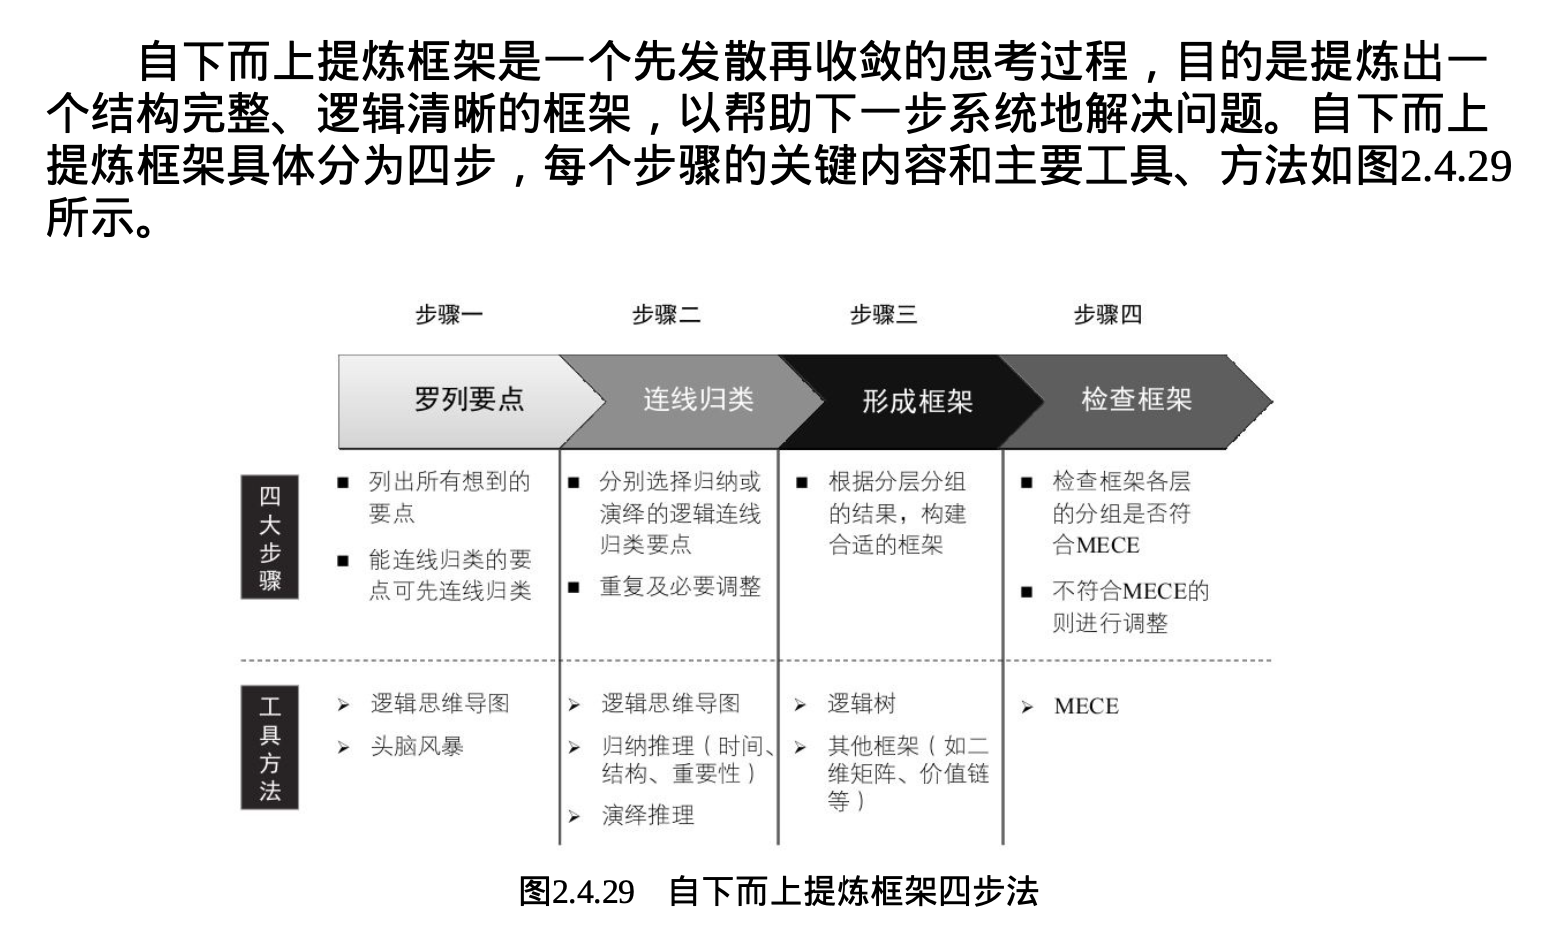 自下而上提炼框架是一个先发散再收敛的思考过程，目的是提炼出一
个结构完整、逻辑清晰的框架，以帮助下一步系统地解决问题。自下而上
提炼框架具体分为四步，每个步骤的关键内容和主要工具、方法如图2.4.29
所示。
步骤一
步骤二
步骤三
步骤四
罗列要点
连线归类
形成框架
检查框架
四大步骤
■ 列出所有想到的
要点
■ 能连线归类的要
点可先连线归类
■ 分别选择归纳或
演绎的逻辑连线
归类要点
■ 重复及必要调整
■ 根据分层分组
的结果，构建
合适的框架
■ 检查框架各层
的分组是否符
合MECE
■ 不符合MECE的
则进行调整
工具方法
➢ 逻辑思维导图
➢ 头脑风暴
➢ 逻辑思维导图
➢ 归纳推理（时间、
结构、重要性）
➢ 演绎推理
➢ 逻辑树
➢ 其他框架（如二
维矩阵、价值链
等）
➢ MECE
图2.4.29 自下而上提炼框架四步法